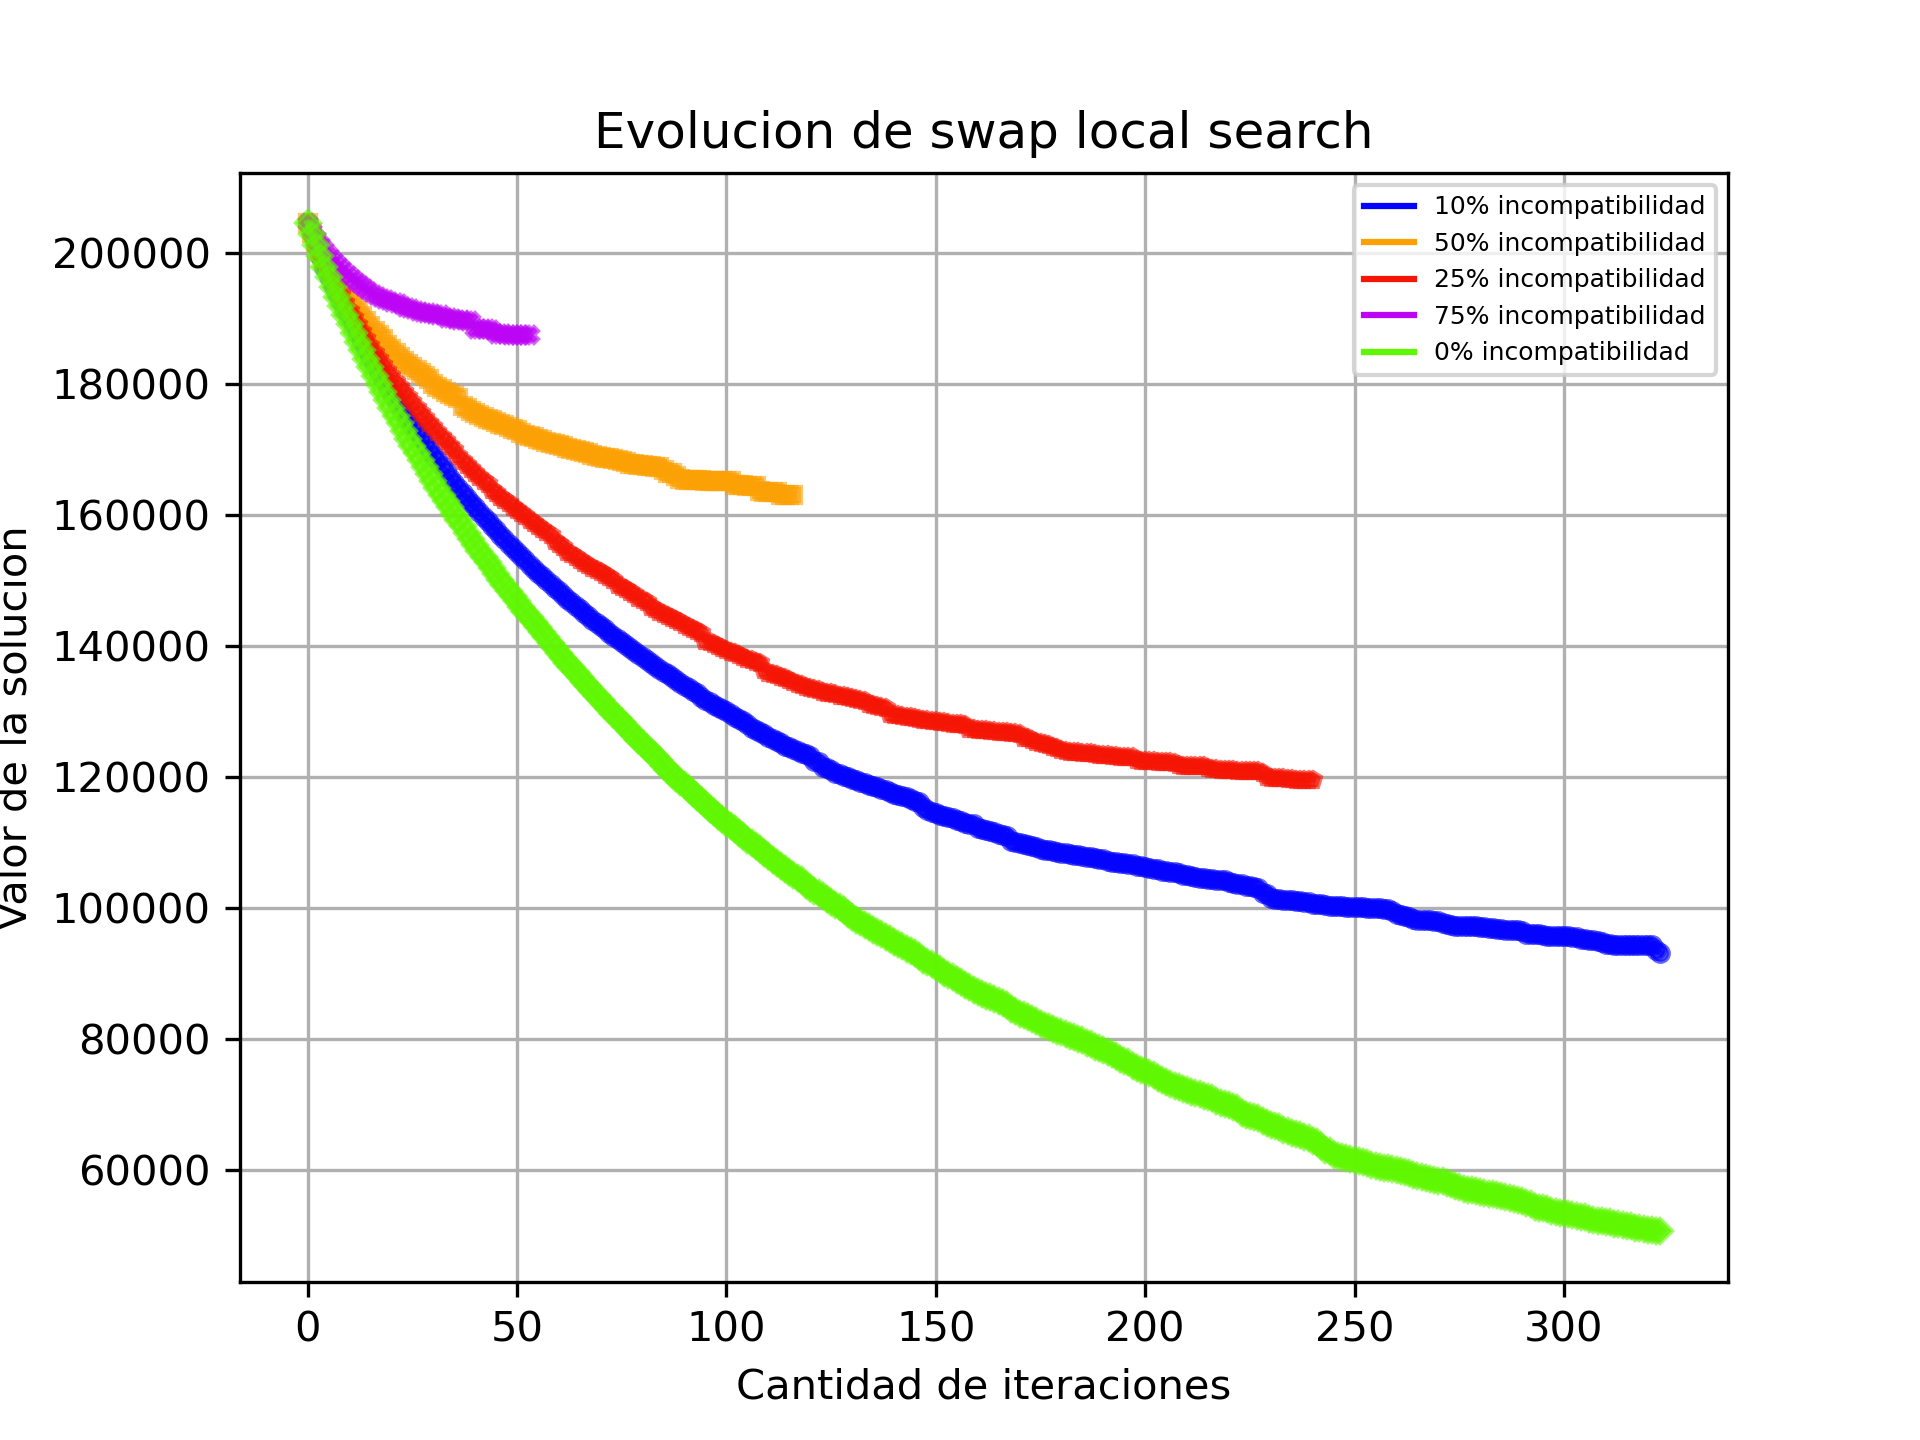 Evolucion de swap local search
10% incompatibilidad
50% incompatibilidad
25% incompatibilidad
75% incompatibilidad
0% incompatibilidad
200000
180000
160000
140000
120000
100000
80000
60000
Valor de la solucion
0 50 100 150 200 250 300
Cantidad de iteraciones